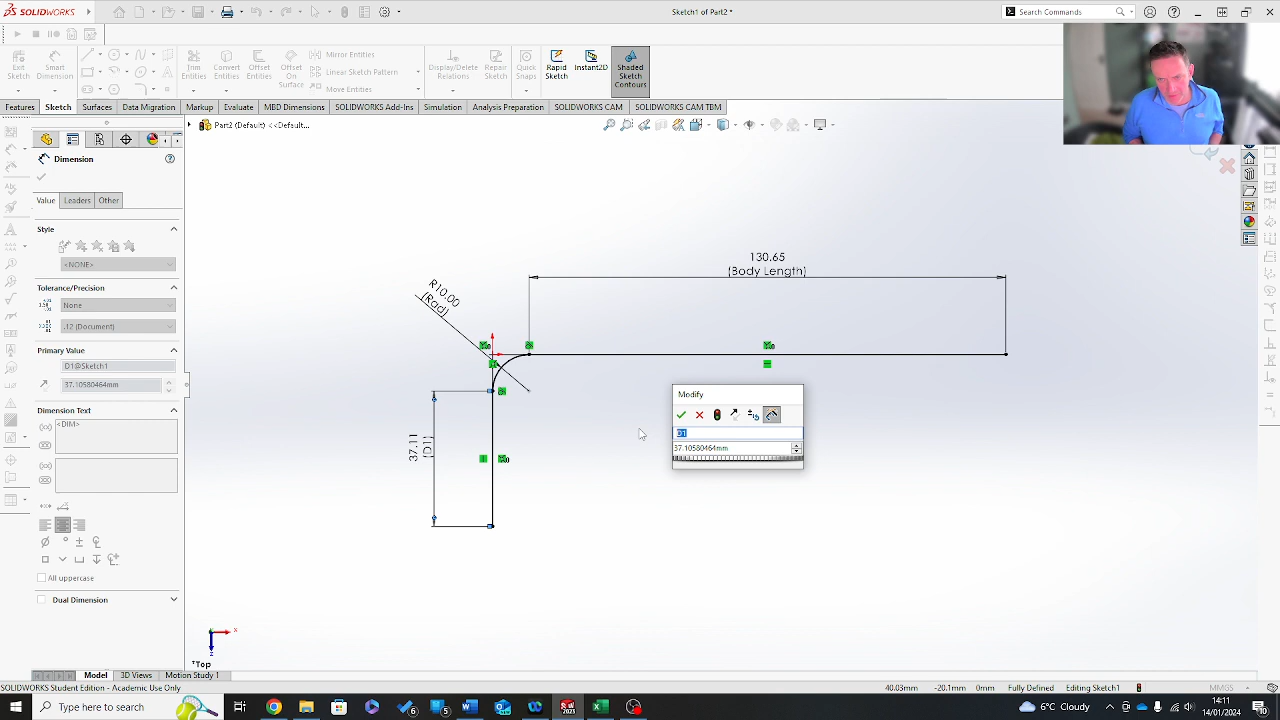 SOLIDWORKS
Sketch1 of Part2 *
Search Commands
Exit Sketch
Smart Dimension
Trim Entities
Convert Entities
Offset Entities
Offset On Surface
Mirror Entities
Linear Sketch Pattern
Move Entities
Display/Delete Relations
Repair Sketch
Quick Snaps
Rapid Sketch
Instant2D
Shaded Sketch Contours
Features
Sketch
Surfaces
Data Migration
Markup
Evaluate
MBD Dimensions
SOLIDWORKS Add-Ins
Simulation
Analysis Preparation
SOLIDWORKS CAM
SOLIDWORKS CAM TBM
Part2 (Default) <<Default...
Dimension
Value
Leaders
Other
Style
<NONE>
Tolerance/Precision
None
.12 (Document)
Primary Value
D1@Sketch1
37.10580464mm
Dimension Text
<DIM>
All uppercase
Dual Dimension
130.65
(Body Length)
R10.00
(Rad)
37.11
(D1)
Modify
D1
37.10580464mm
x
z
*Top
Model
3D Views
Motion Study 1
SOLIDWORKS Student Edition - Academic Use Only
40.03mm
-20.1mm
0mm
Fully Defined
Editing Sketch1
MMGS
Type here to search
9°C Cloudy
14:11
14/01/2024